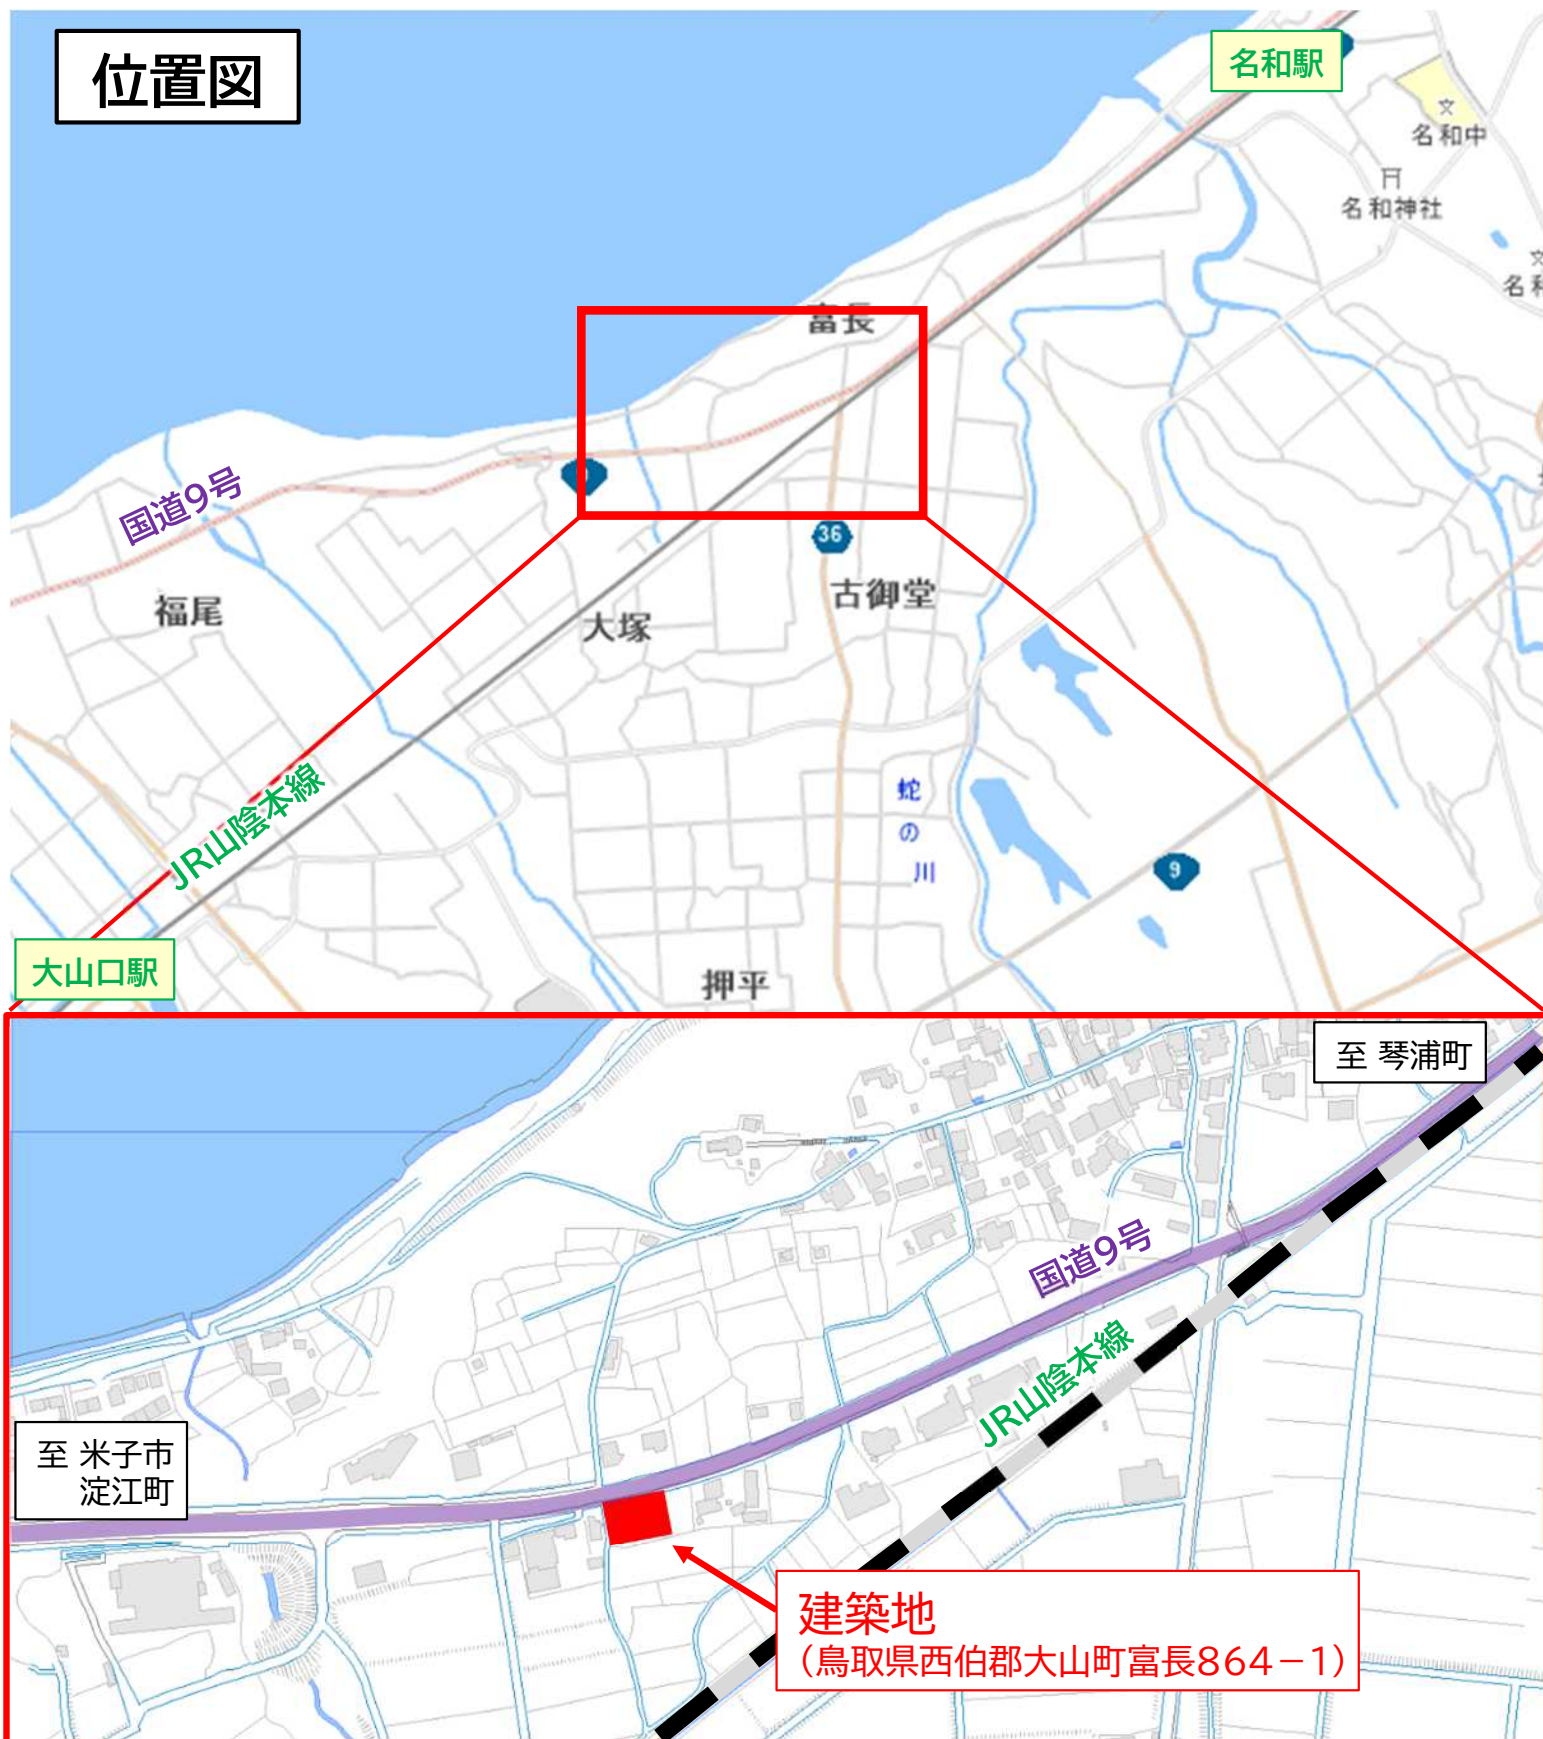 位置図
名和駅
名和中
名和神社
名和
富長
国道9号
36
福尾
大塚
古御堂
蛇の川
JR山陰本線
9
大山口駅
押平
至 琴浦町
国道9号
JR山陰本線
至 米子市
淀江町
建築地
（鳥取県西伯郡大山町富長864－1）